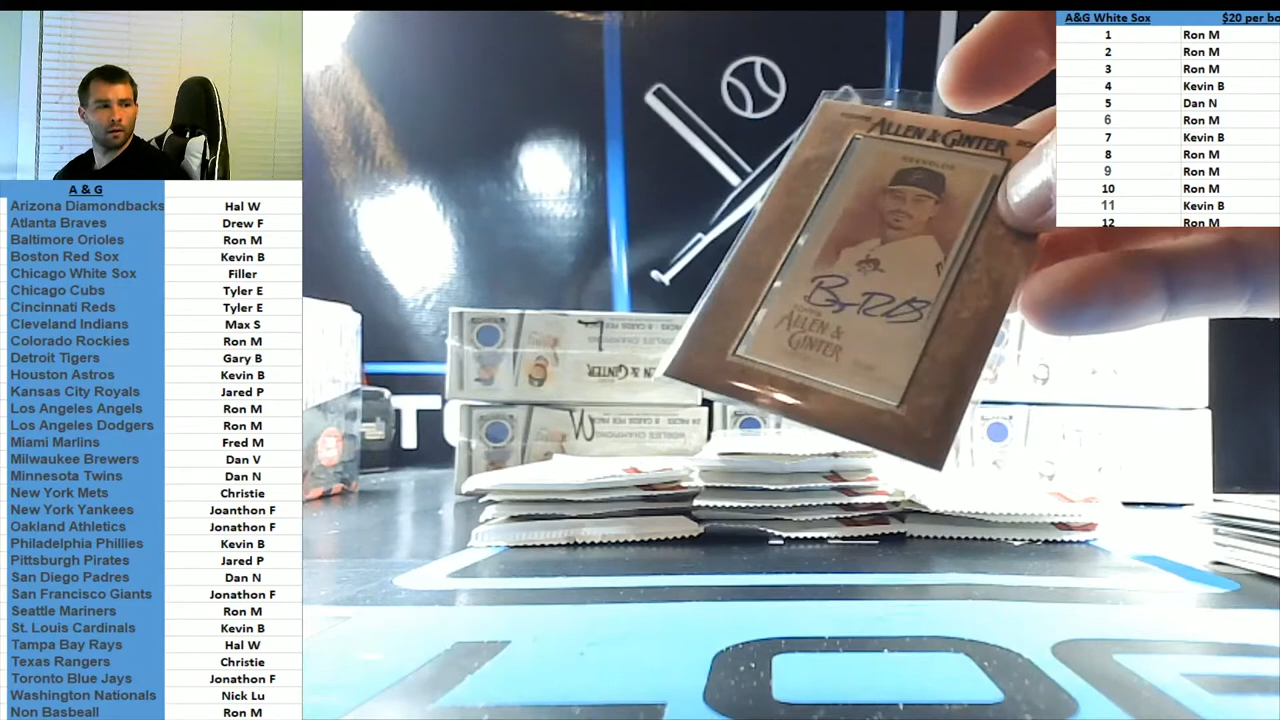 A & G
Arizona Diamondbacks Hal W
Atlanta Braves Drew F
Baltimore Orioles Ron M
Boston Red Sox Kevin B
Chicago White Sox Filler
Chicago Cubs Tyler E
Cincinnati Reds Tyler E
Cleveland Indians Max S
Colorado Rockies Ron M
Detroit Tigers Gary B
Houston Astros Kevin B
Kansas City Royals Jared P
Los Angeles Angels Ron M
Los Angeles Dodgers Ron M
Miami Marlins Fred M
Milwaukee Brewers Dan V
Minnesota Twins Dan N
New York Mets Christie
New York Yankees Joanthon F
Oakland Athletics Jonathon F
Philadelphia Phillies Kevin B
Pittsburgh Pirates Jared P
San Diego Padres Dan N
San Francisco Giants Jonathon F
Seattle Mariners Ron M
St. Louis Cardinals Kevin B
Tampa Bay Rays Hal W
Texas Rangers Christie
Toronto Blue Jays Jonathon F
Washington Nationals Nick Lu
Non Basbeall Ron M
A&G White Sox $20 per bo
1 Ron M
2 Ron M
3 Ron M
4 Kevin B
5 Dan N
6 Ron M
7 Kevin B
8 Ron M
9 Ron M
10 Ron M
11 Kevin B
12 Ron M
ALLEN & GINTER
REYNOLDS
TOPPS
ALLEN &
GINTER